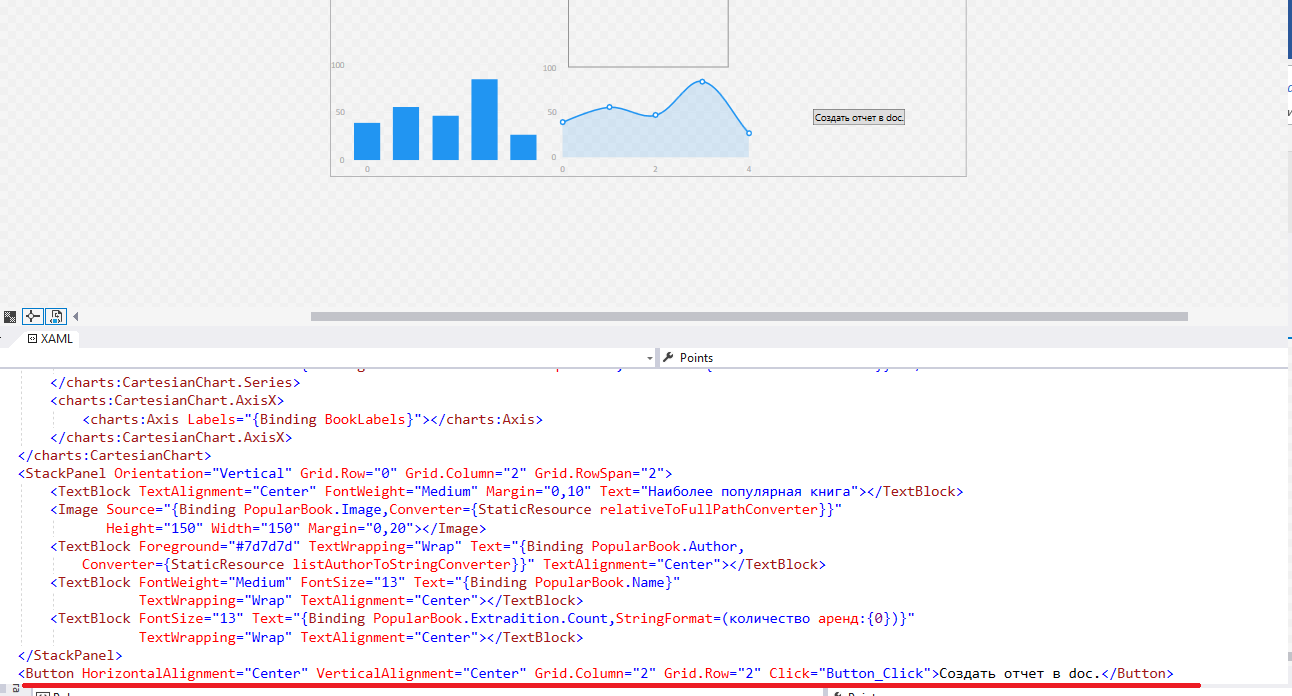 100
50
0
0
100
50
0
0
2
4
Создать отчет в doc.
XAML
Points
</charts:CartesianChart.Series>
<charts:CartesianChart.AxisX>
<charts:Axis Labels="{Binding BookLabels}"></charts:Axis>
</charts:CartesianChart.AxisX>
</charts:CartesianChart>
<StackPanel Orientation="Vertical" Grid.Row="0" Grid.Column="2" Grid.RowSpan="2">
<TextBlock TextAlignment="Center" FontWeight="Medium" Margin="0,10" Text="Наиболее популярная книга"></TextBlock>
<Image Source="{Binding PopularBook.Image,Converter={StaticResource relativeToFullPathConverter}}"
Height="150" Width="150" Margin="0,20"></Image>
<TextBlock Foreground="#7d7d7d" TextWrapping="Wrap" Text="{Binding PopularBook.Author,
Converter={StaticResource listAuthorToStringConverter}}" TextAlignment="Center"></TextBlock>
<TextBlock FontWeight="Medium" FontSize="13" Text="{Binding PopularBook.Name}"
TextWrapping="Wrap" TextAlignment="Center"></TextBlock>
<TextBlock FontSize="13" Text="{Binding PopularBook.Extradition.Count,StringFormat=(количество аренд:{0})}"
TextWrapping="Wrap" TextAlignment="Center"></TextBlock>
</StackPanel>
<Button HorizontalAlignment="Center" VerticalAlignment="Center" Grid.Column="2" Grid.Row="2" Click="Button_Click">Создать отчет в doc.</Button>